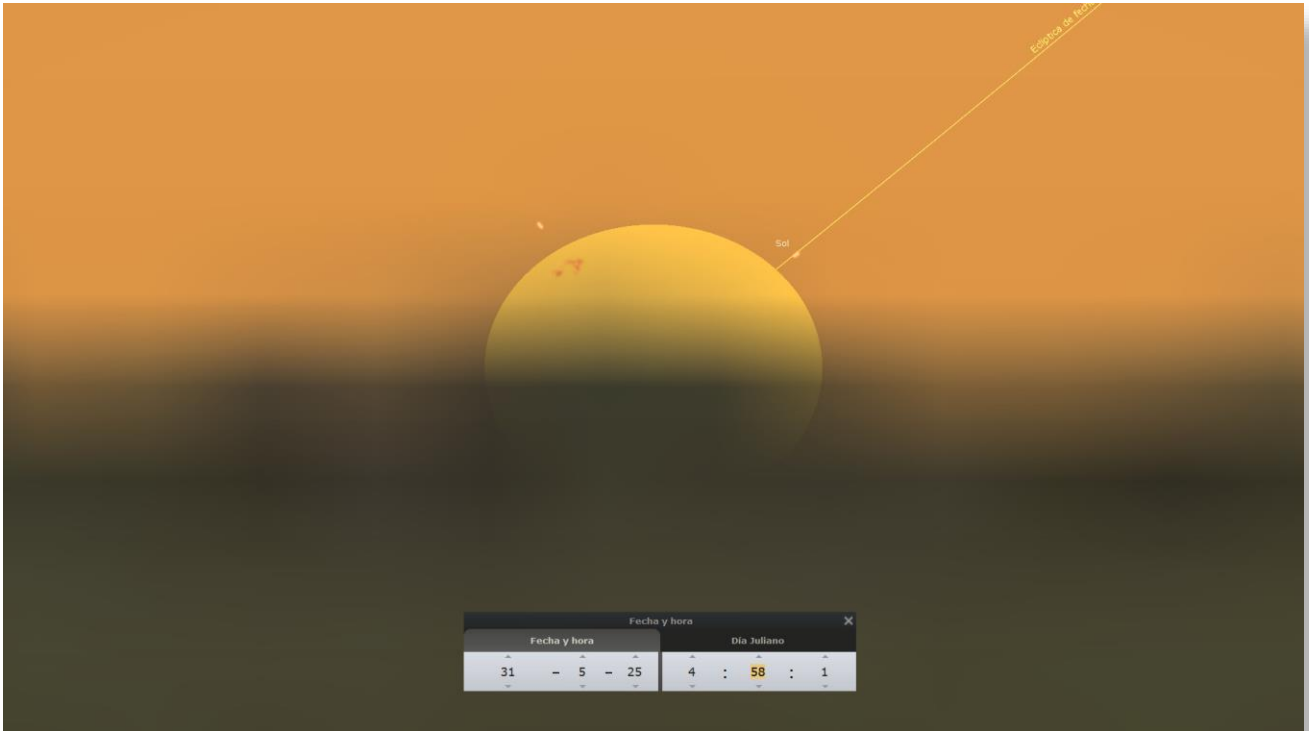 Eclíptica de fech
Sol
Fecha y hora
Fecha y hora Día Juliano
31 - 5 - 25 4 : 58 : 1